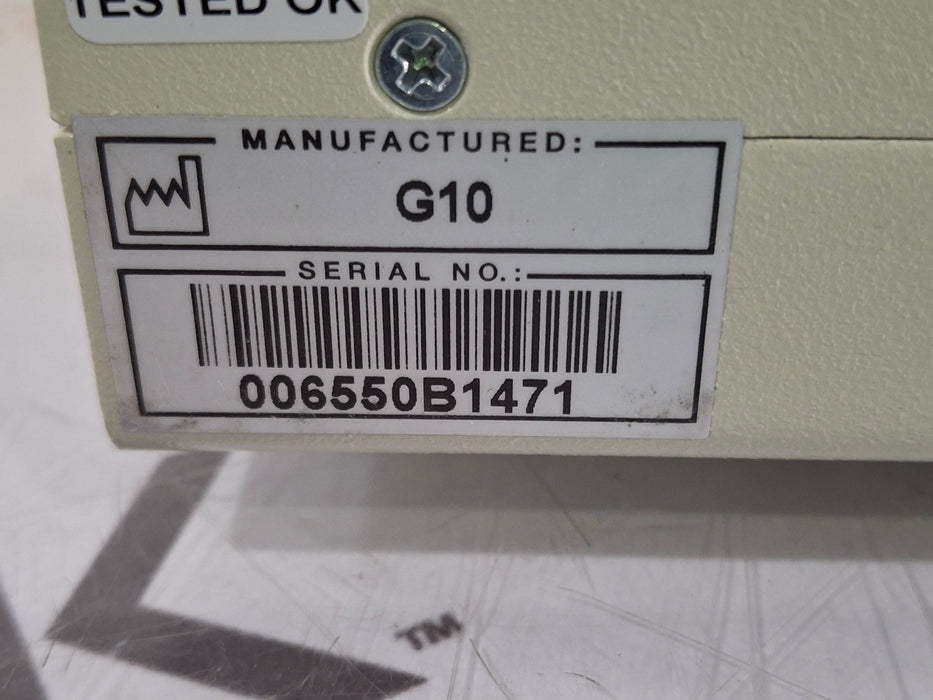 TESTED OK
MANUFACTURED:
G10
SERIAL NO.:
006550B1471
TM